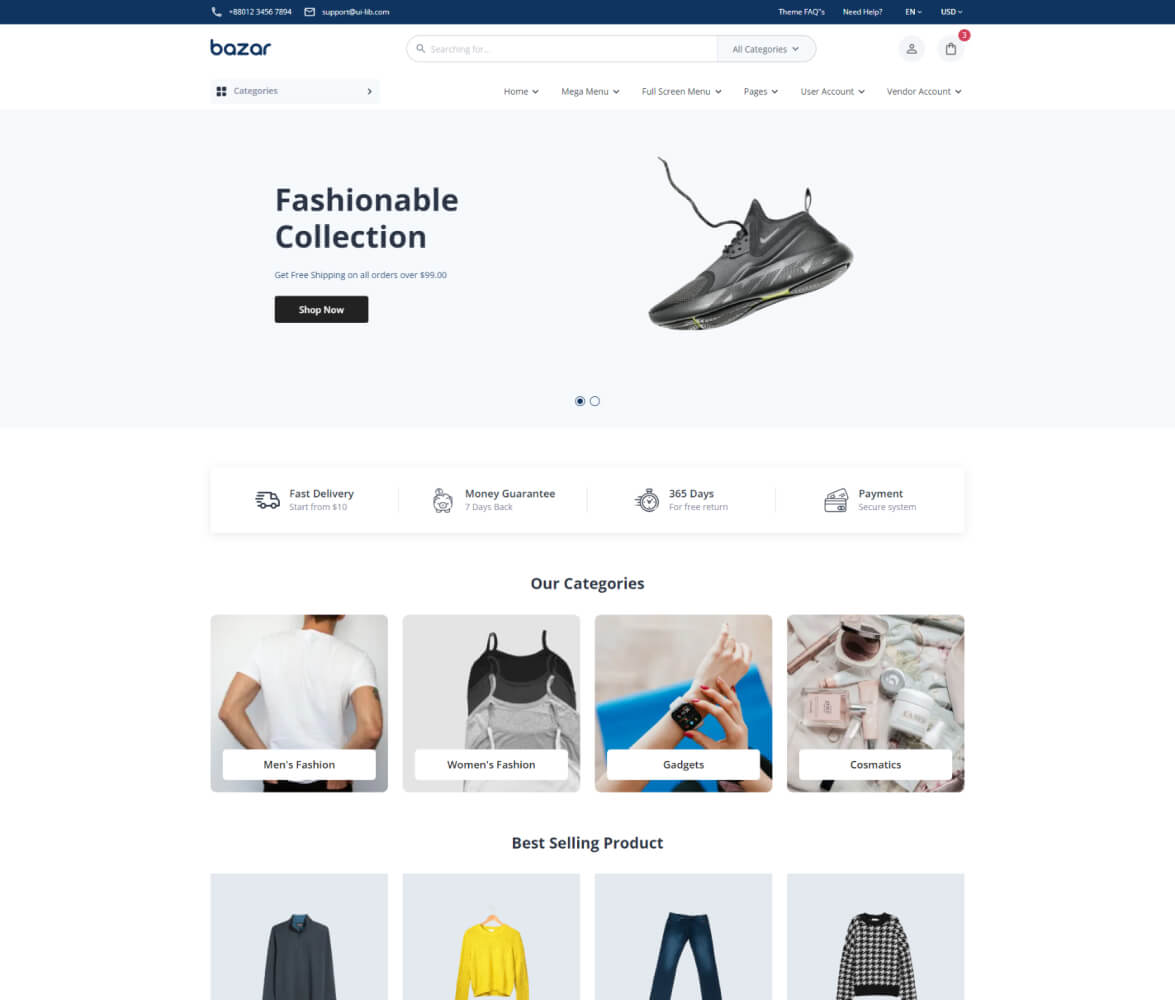 +88012 3456 7894 support@ui-lib.com Theme FAQ"s Need Help? EN USD
bazar Searching for... All Categories 3
Categories Home Mega Menu Full Screen Menu Pages User Account Vendor Account
Fashionable
Collection
Get Free Shipping on all orders over $99.00
Shop Now
Fast Delivery Money Guarantee 365 Days Payment
Start from $10 7 Days Back For free return Secure system
Our Categories
Men's Fashion Women's Fashion Gadgets Cosmatics
Best Selling Product